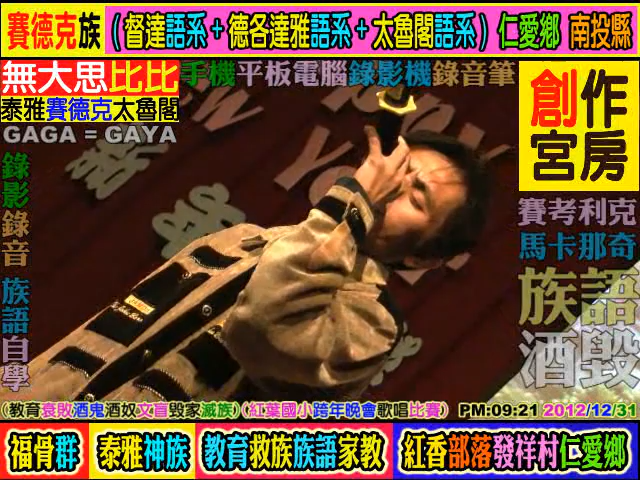 賽德克族 (督達語系+德各達雅語系+太魯閣語系) 仁愛鄉 南投縣
無大思比比 手機平板電腦錄影機錄音筆
泰雅賽德克太魯閣
GAGA = GAYA
創作
宮房
賽考利克
馬卡那奇
族語
酒毀
錄影錄音 族語自學
(教育衰敗酒鬼酒奴文盲毀家滅族)(紅葉國小跨年晚會歌唱比賽) PM:09:21 2012/12/31
福骨群 泰雅神族 教育救族族語家教 紅香部落發祥村仁愛鄉